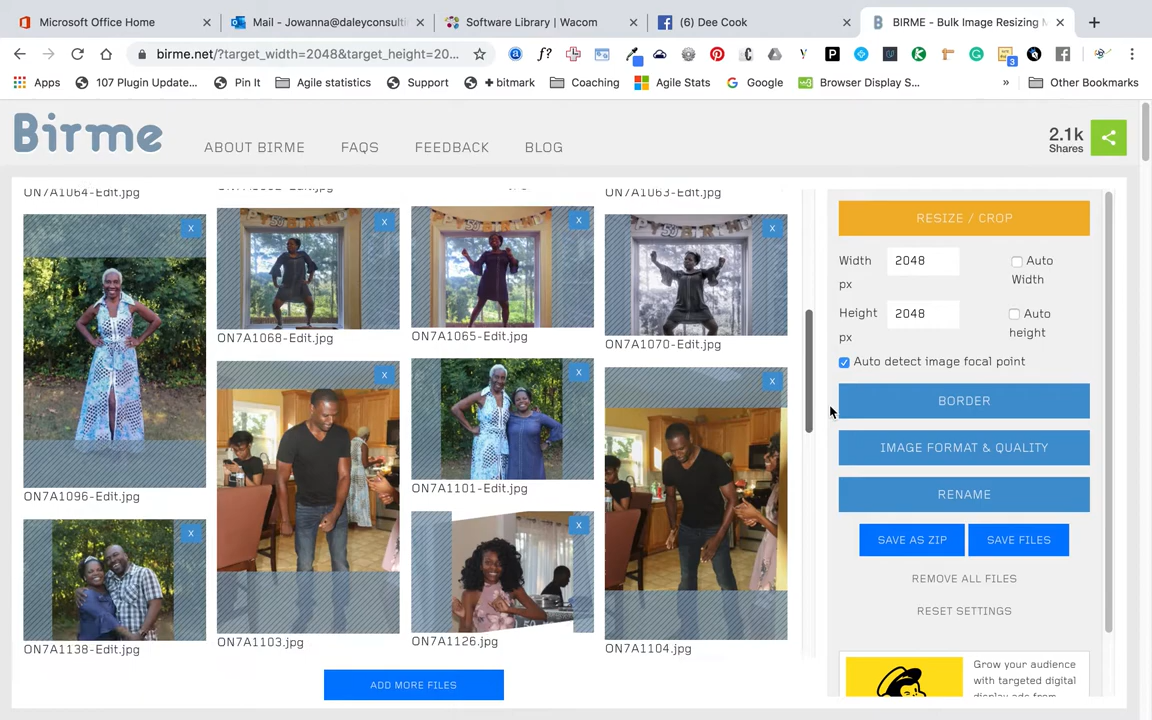 Microsoft Office Home
Mail - Jowanna@daleyconsulti
Software Library | Wacom
(6) Dee Cook
BIRME - Bulk Image Resizing M
birme.net/?target_width=2048&target_height=20...
Apps
107 Plugin Update...
Pin It
Agile statistics
Support
+ bitmark
Coaching
Agile Stats
Google
Browser Display S...
»
Other Bookmarks
Birme
ABOUT BIRME
FAQS
FEEDBACK
BLOG
2.1k
Shares
ON7A1064-Edit.jpg
ON7A1063-Edit.jpg
RESIZE / CROP
Width
px
2048
Auto
Width
Height
px
2048
Auto
height
Auto detect image focal point
BORDER
IMAGE FORMAT & QUALITY
RENAME
SAVE AS ZIP
SAVE FILES
REMOVE ALL FILES
RESET SETTINGS
ON7A1068-Edit.jpg
ON7A1065-Edit.jpg
ON7A1070-Edit.jpg
ON7A1096-Edit.jpg
ON7A1101-Edit.jpg
ON7A1138-Edit.jpg
ON7A1103.jpg
ON7A1126.jpg
ON7A1104.jpg
ADD MORE FILES
Grow your audience
with targeted digital
display ads from